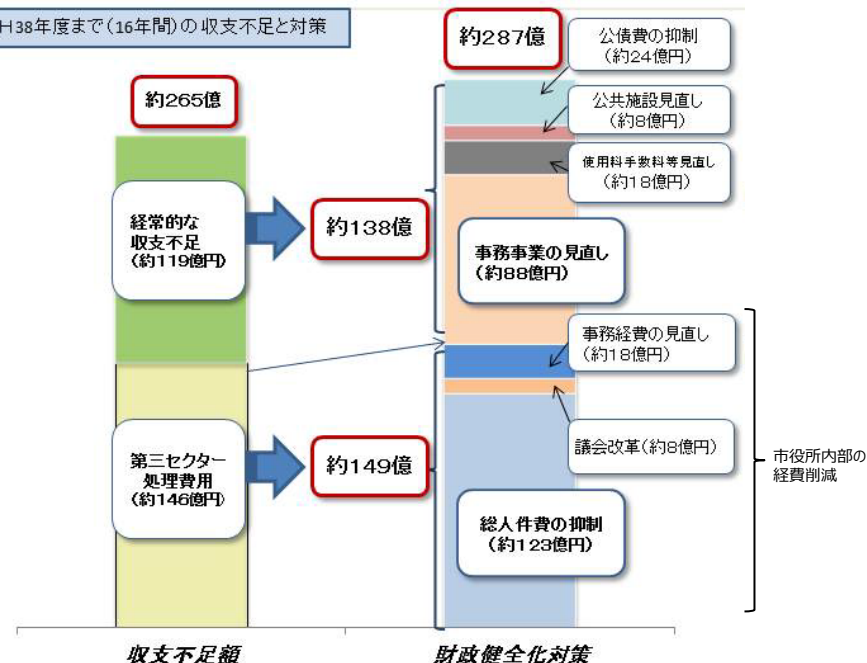 H38年度まで(16年間)の収支不足と対策
約287億
公債費の抑制
(約24億円)
約265億
公共施設見直し
(約8億円)
使用料手数料等見直し
(約18億円)
経常的な
収支不足
(約119億円)
約138億
事務事業の見直し
(約88億円)
事務経費の見直し
(約18億円)
第三セクター
処理費用
(約146億円)
約149億
議会改革(約8億円)
市役所内部の
経費削減
総人件費の抑制
(約123億円)
収支不足額
財政健全化対策